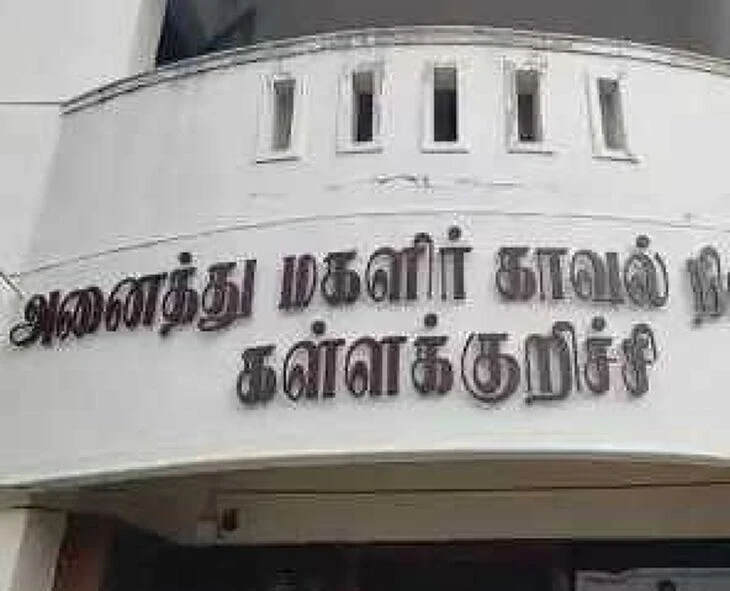 அனைத்து மகளிர் காவல் நி
கள்ளக்குறிச்சி